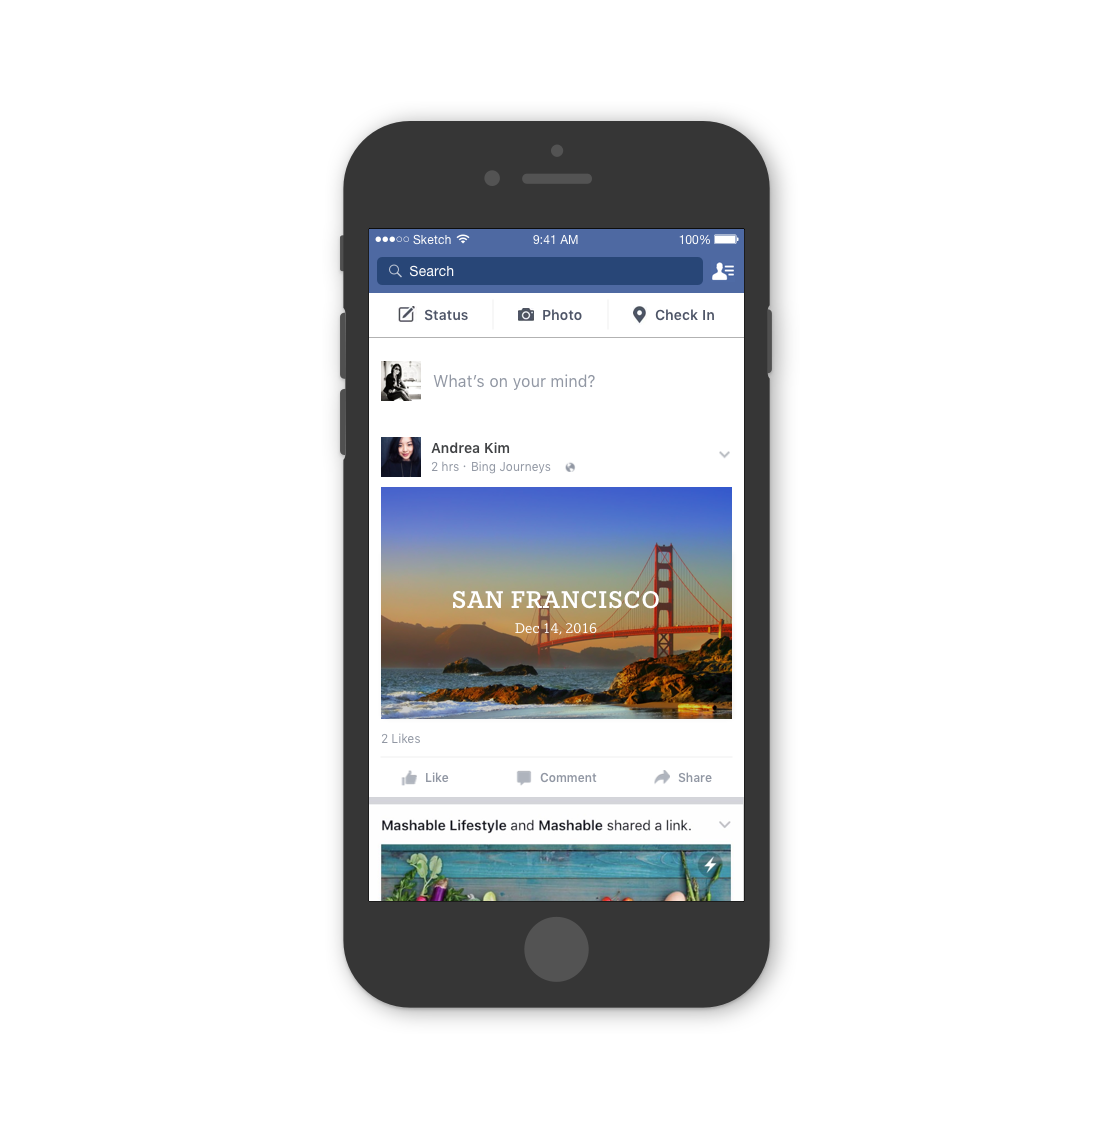 Sketch 9:41 AM 100%
Search
Status Photo Check In
What's on your mind?
Andrea Kim
2 hrs · Bing Journeys
SAN FRANCISCO
Dec 14, 2016
2 Likes
Like Comment Share
Mashable Lifestyle and Mashable shared a link.